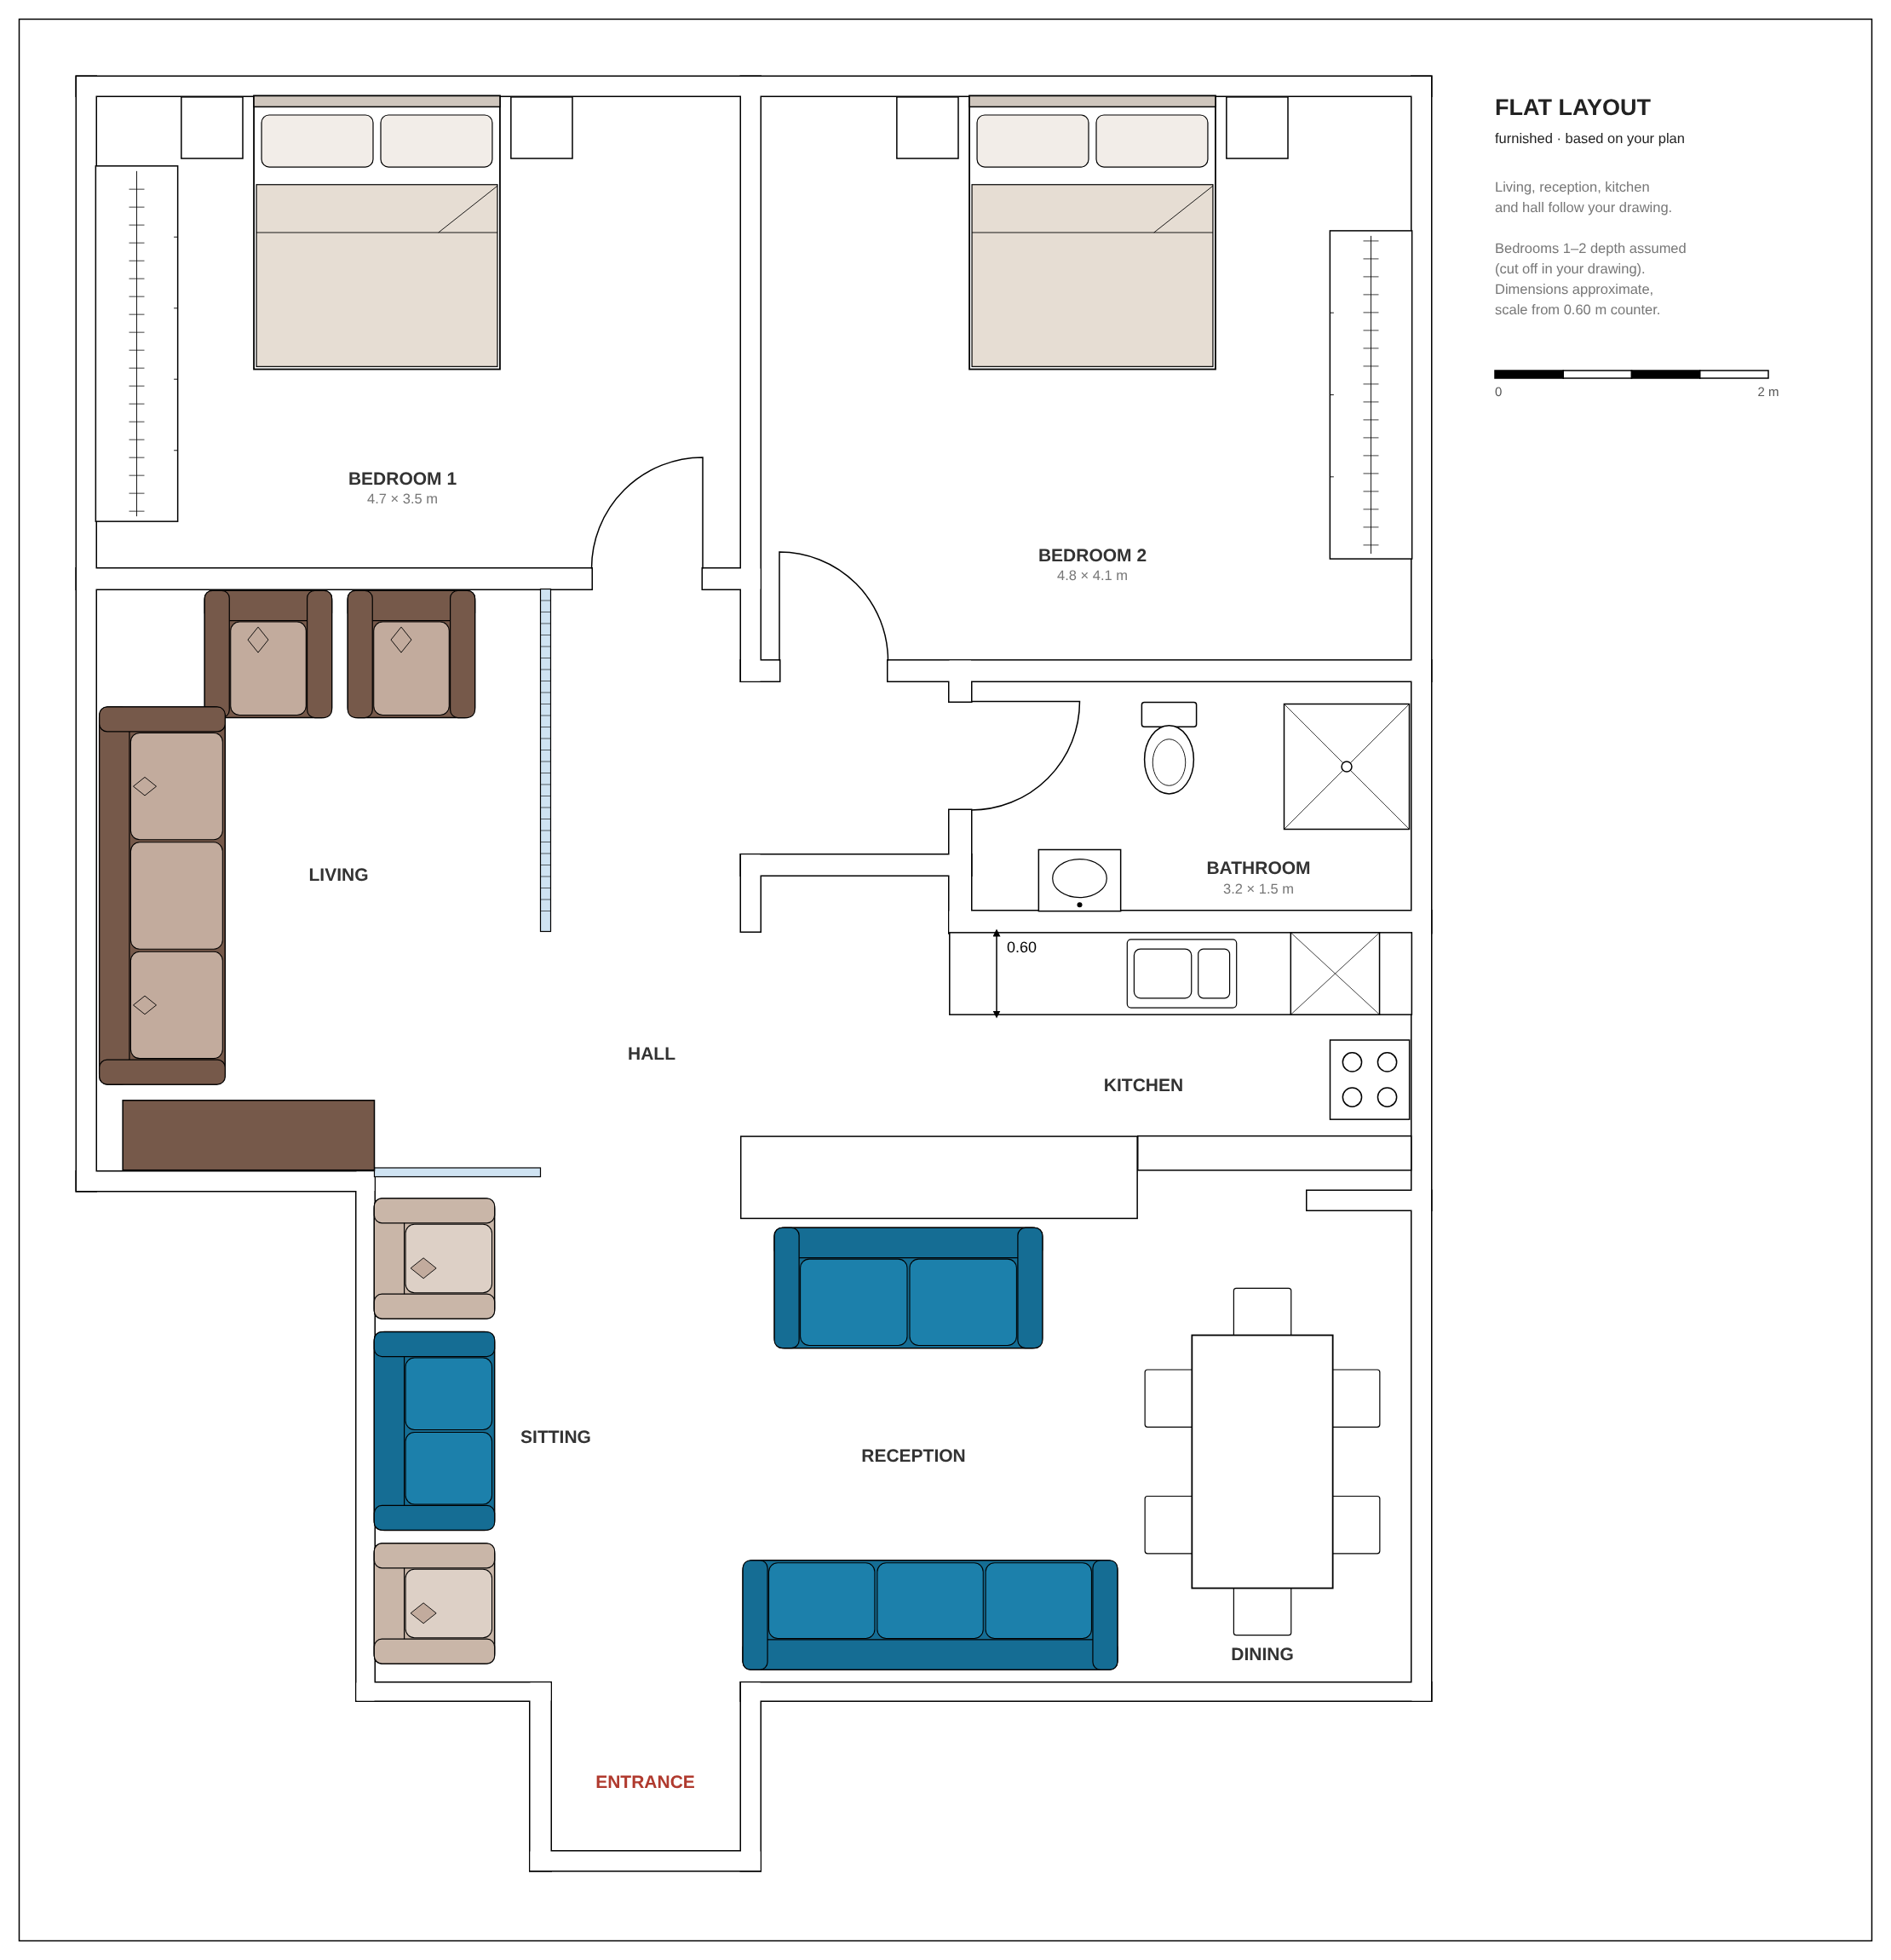 FLAT LAYOUT
furnished · based on your plan
Living, reception, kitchen
and hall follow your drawing.
Bedrooms 1–2 depth assumed
(cut off in your drawing).
Dimensions approximate,
scale from 0.60 m counter.
0
2 m
BEDROOM 1
4.7 × 3.5 m
BEDROOM 2
4.8 × 4.1 m
LIVING
BATHROOM
3.2 × 1.5 m
0.60
HALL
KITCHEN
SITTING
RECEPTION
DINING
ENTRANCE